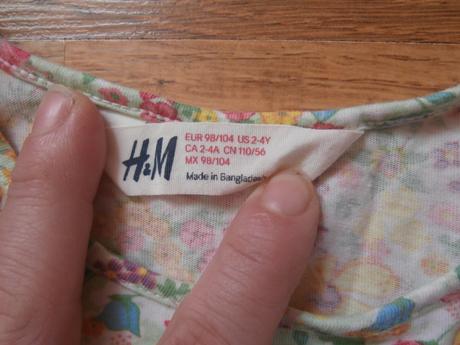 H&M
EUR 98/104 US 2-4Y
CA 2-4A CN 110/56
MX 98/104
Made in Bangladesh